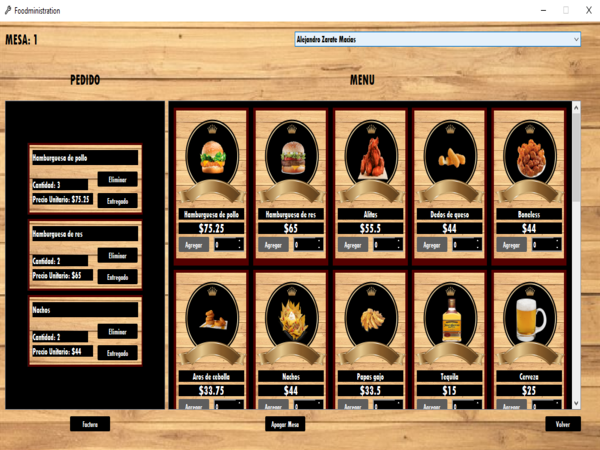 Foodministration
MESA: 1
Alejandro Zarate Macias
PEDIDO
MENU
Hamburguesa de pollo
Cantidad: 3
Eliminar
Precio Unitario: $75.25
Entregado
Hamburguesa de res
Cantidad: 2
Eliminar
Precio Unitario: $65
Entregado
Nachos
Cantidad: 2
Eliminar
Precio Unitario: $44
Entregado
Hamburguesa de pollo
$75.25
Agregar 0
Hamburguesa de res
$65
Agregar 0
Alitas
$55.5
Agregar 0
Dedos de queso
$44
Agregar 0
Boneless
$44
Agregar 0
Aros de cebolla
$33.75
Agregar 0
Nachos
$44
Agregar 0
Papas gajo
$33.5
Agregar 0
Tequila
$15
Agregar 0
Cerveza
$25
Agregar 0
Factura
Apagar Mesa
Volver